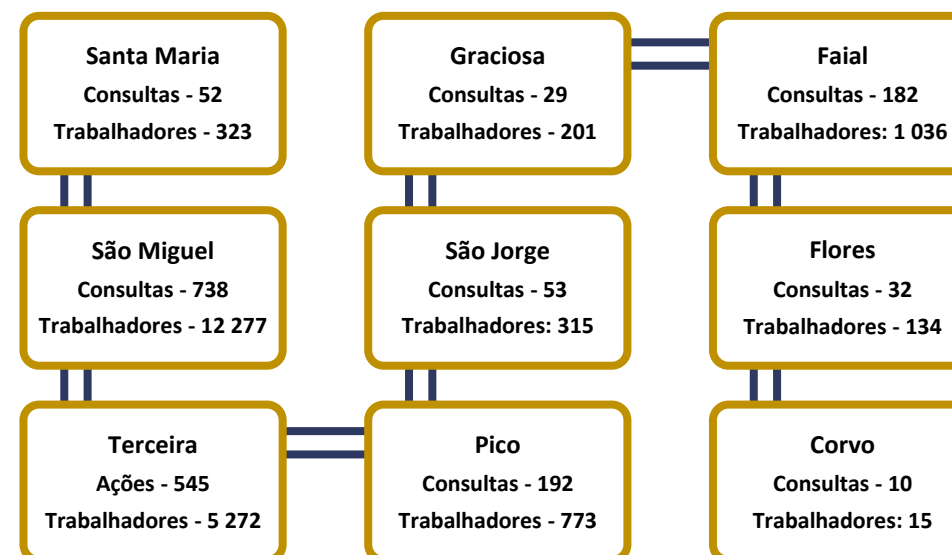 Santa Maria
Consultas - 52
Trabalhadores - 323
São Miguel
Consultas - 738
Trabalhadores - 12 277
Terceira
Ações - 545
Trabalhadores - 5 272
Pico
Consultas - 192
Trabalhadores - 773
São Jorge
Consultas - 53
Trabalhadores: 315
Graciosa
Consultas - 29
Trabalhadores - 201
Faial
Consultas - 182
Trabalhadores: 1 036
Flores
Consultas - 32
Trabalhadores - 134
Corvo
Consultas - 10
Trabalhadores: 15